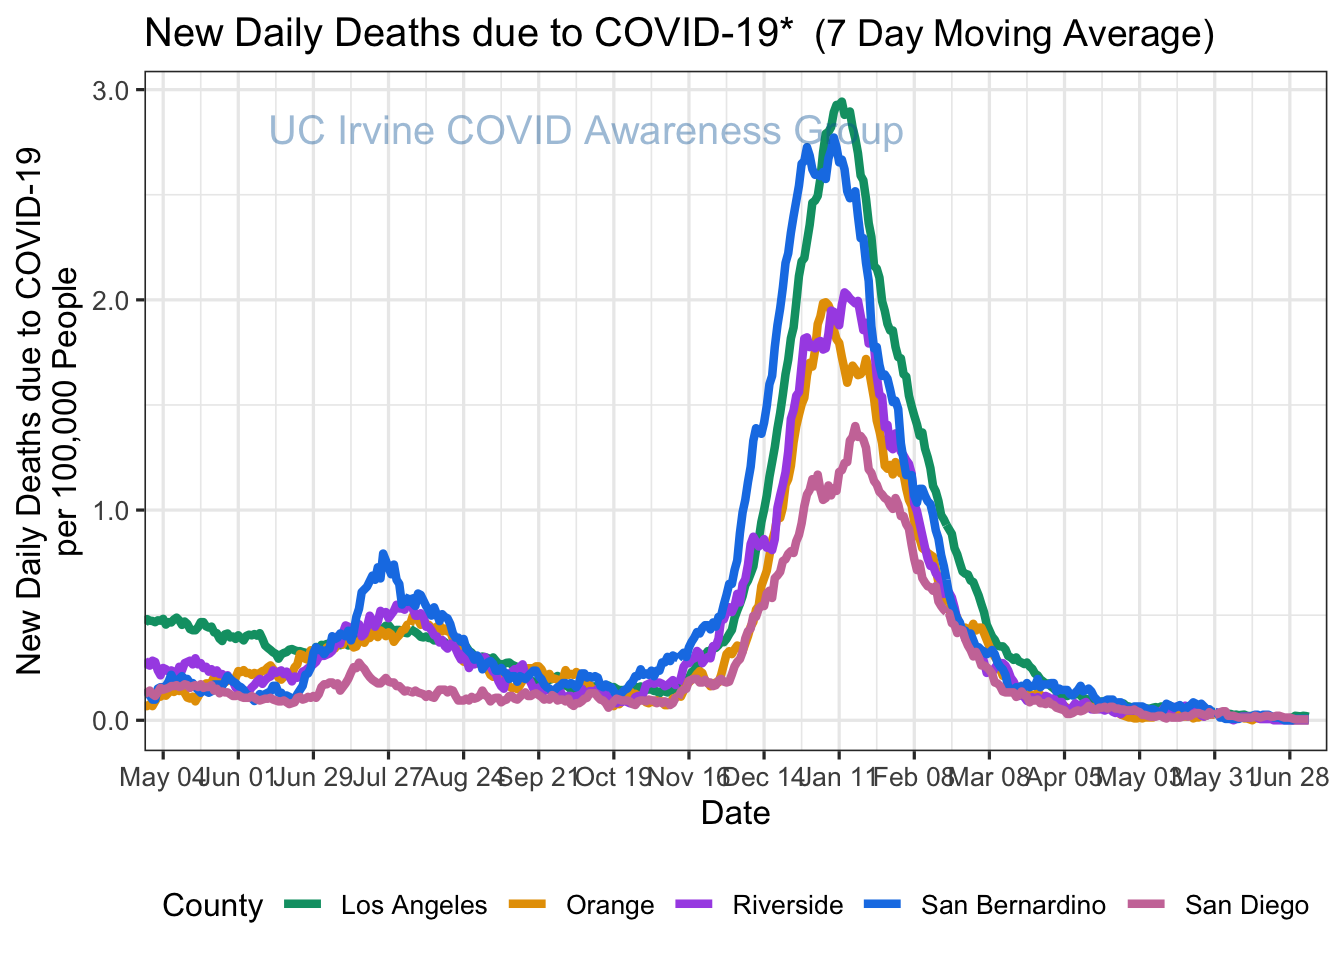 New Daily Deaths due to COVID-19* (7 Day Moving Average)
UC Irvine COVID Awareness Group
New Daily Deaths due to COVID-19
per 100,000 People
3.0
2.0
1.0
0.0
May 04 Jun 01 Jun 29 Jul 27 Aug 24 Sep 21 Oct 19 Nov 16 Dec 14 Jan 11 Feb 08 Mar 08 Apr 05 May 03 May 31 Jun 28
Date
County Los Angeles Orange Riverside San Bernardino San Diego